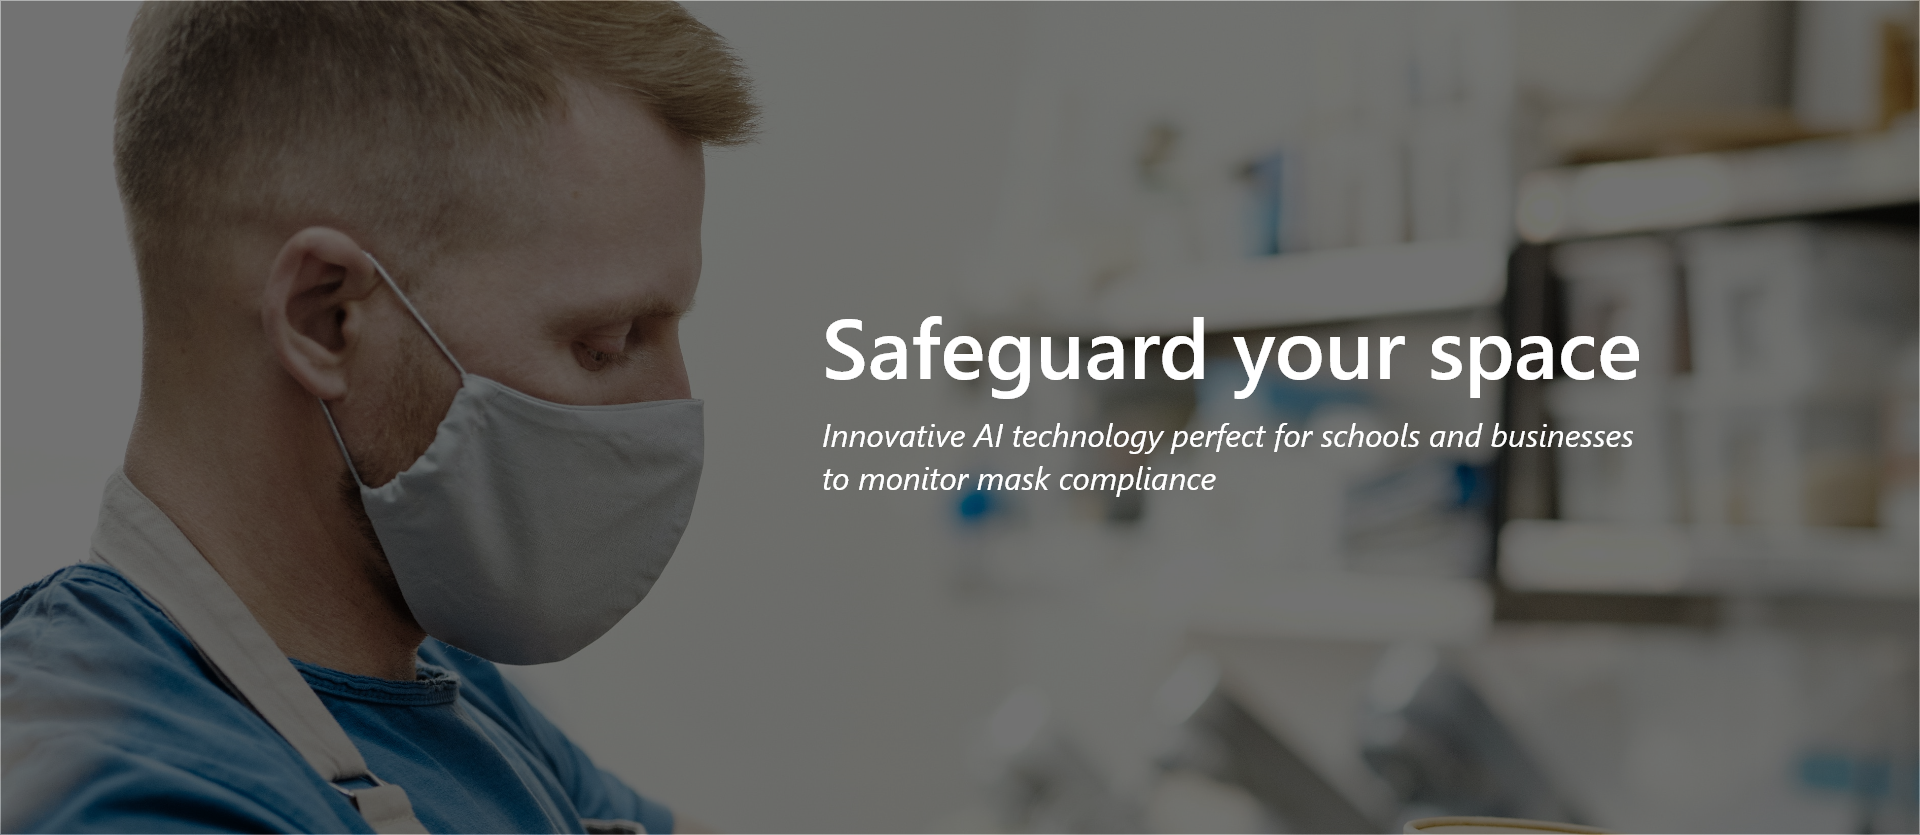 Safeguard your space
Innovative AI technology perfect for schools and businesses
to monitor mask compliance